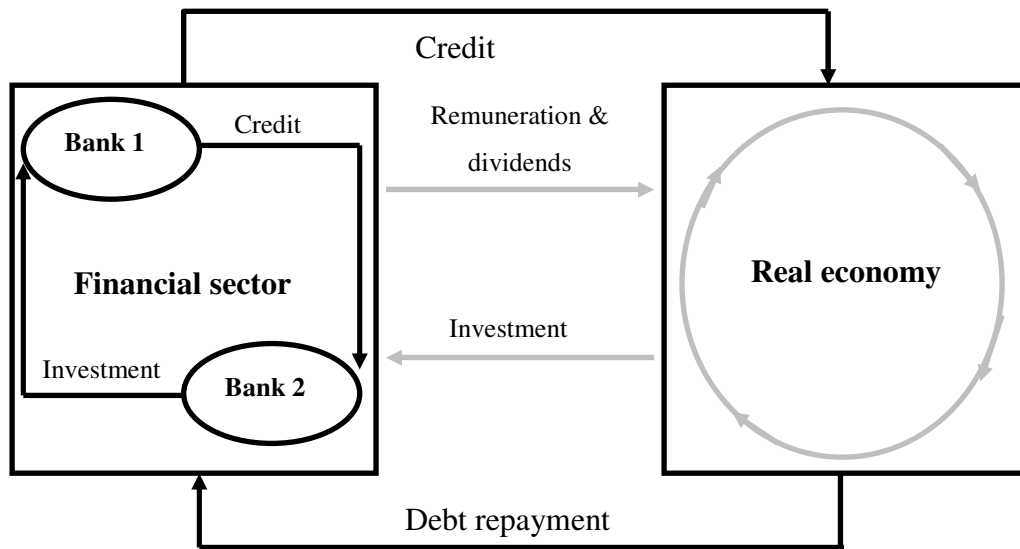 Credit
Bank 1
Credit
Remuneration &
dividends
Financial sector
Real economy
Investment
Investment
Bank 2
Debt repayment